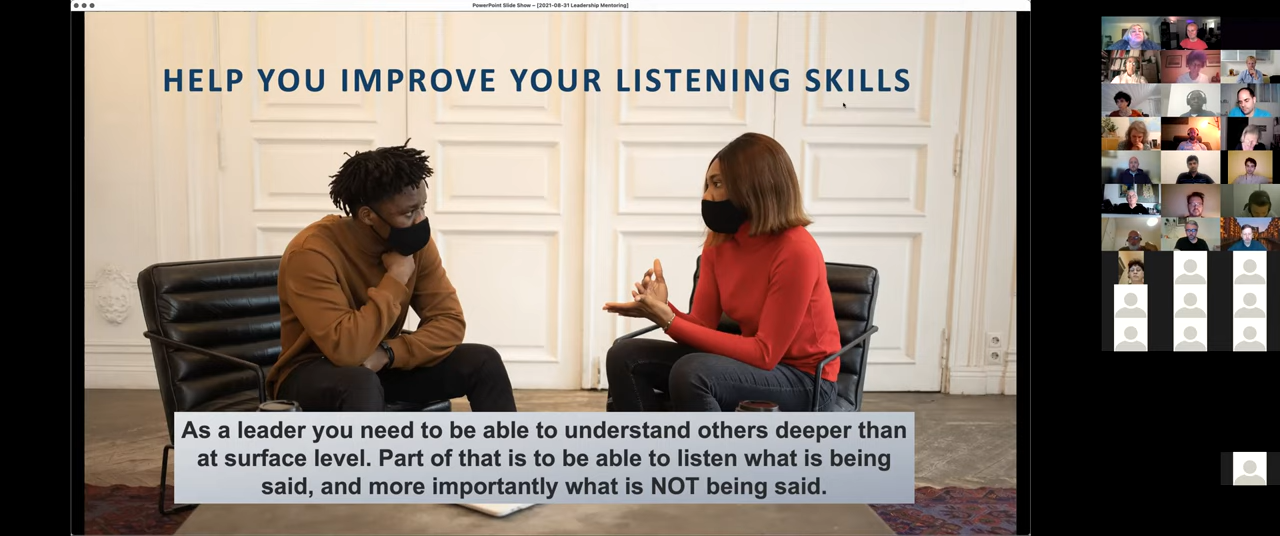 PowerPoint Slide Show - [2021-08-31 Leadership Mentoring]
HELP YOU IMPROVE YOUR LISTENING SKILLS
As a leader you need to be able to understand others deeper than
at surface level. Part of that is to be able to listen what is being
said, and more importantly what is NOT being said.